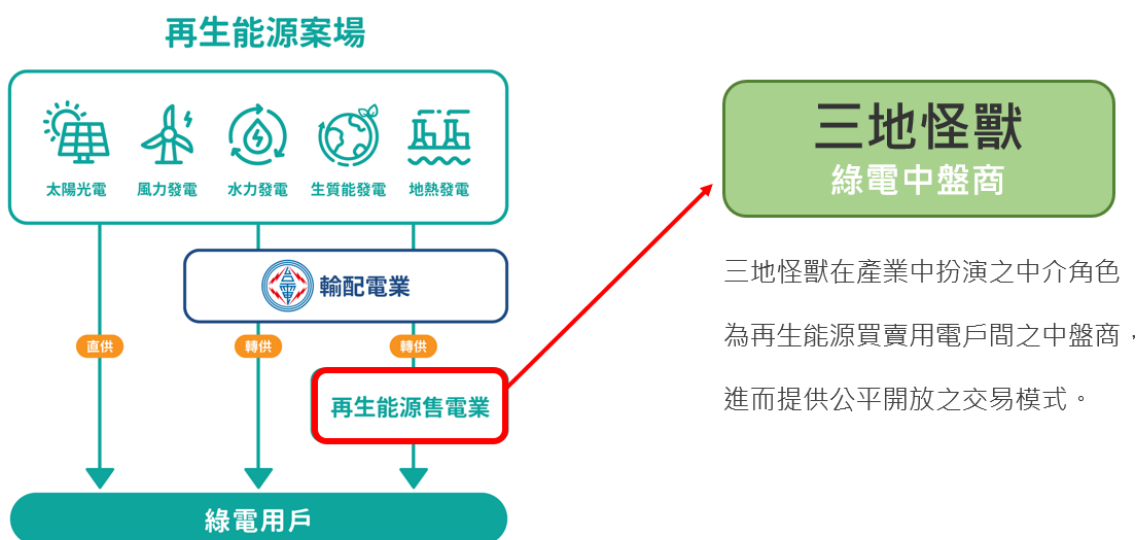 再生能源案場
太陽光電
風力發電
水力發電
生質能發電
地熱發電
台電
輸配電業
直供
轉供
轉供
再生能源售電業
綠電用戶
三地怪獸
綠電中盤商
三地怪獸在產業中扮演之中介角色
為再生能源買賣用電戶間之中盤商，
進而提供公平開放之交易模式。